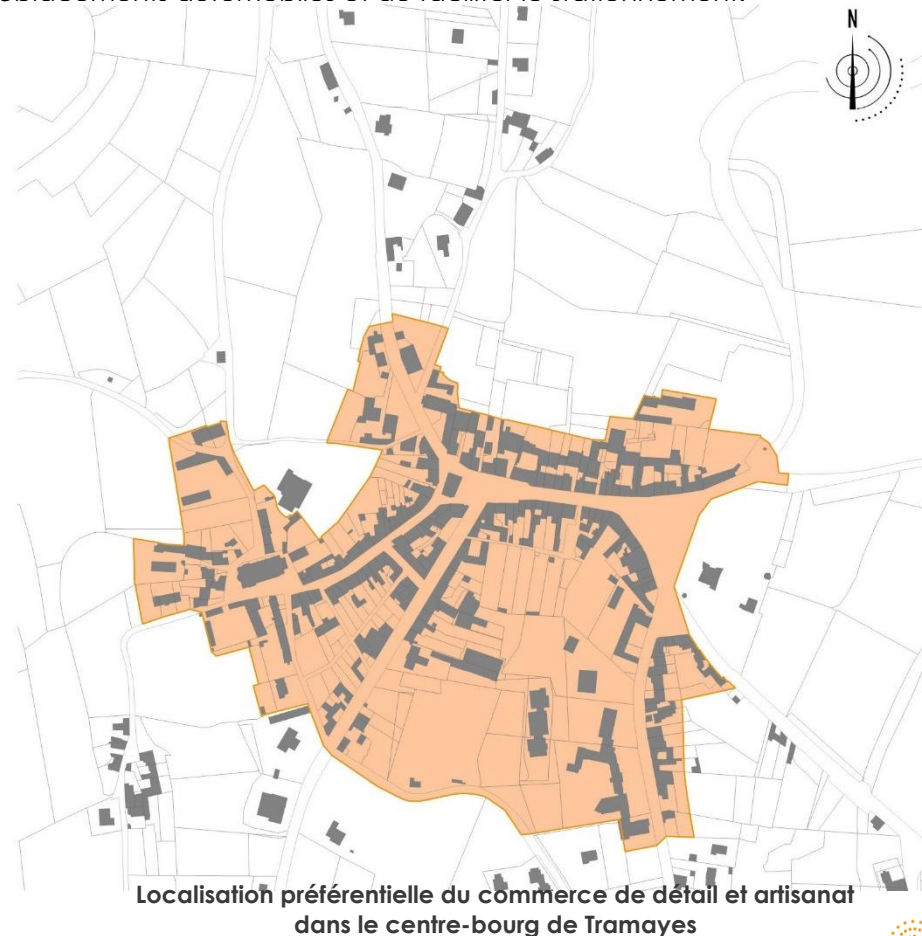 N
Localisation préférentielle du commerce de détail et artisanat
dans le centre-bourg de Tramayes